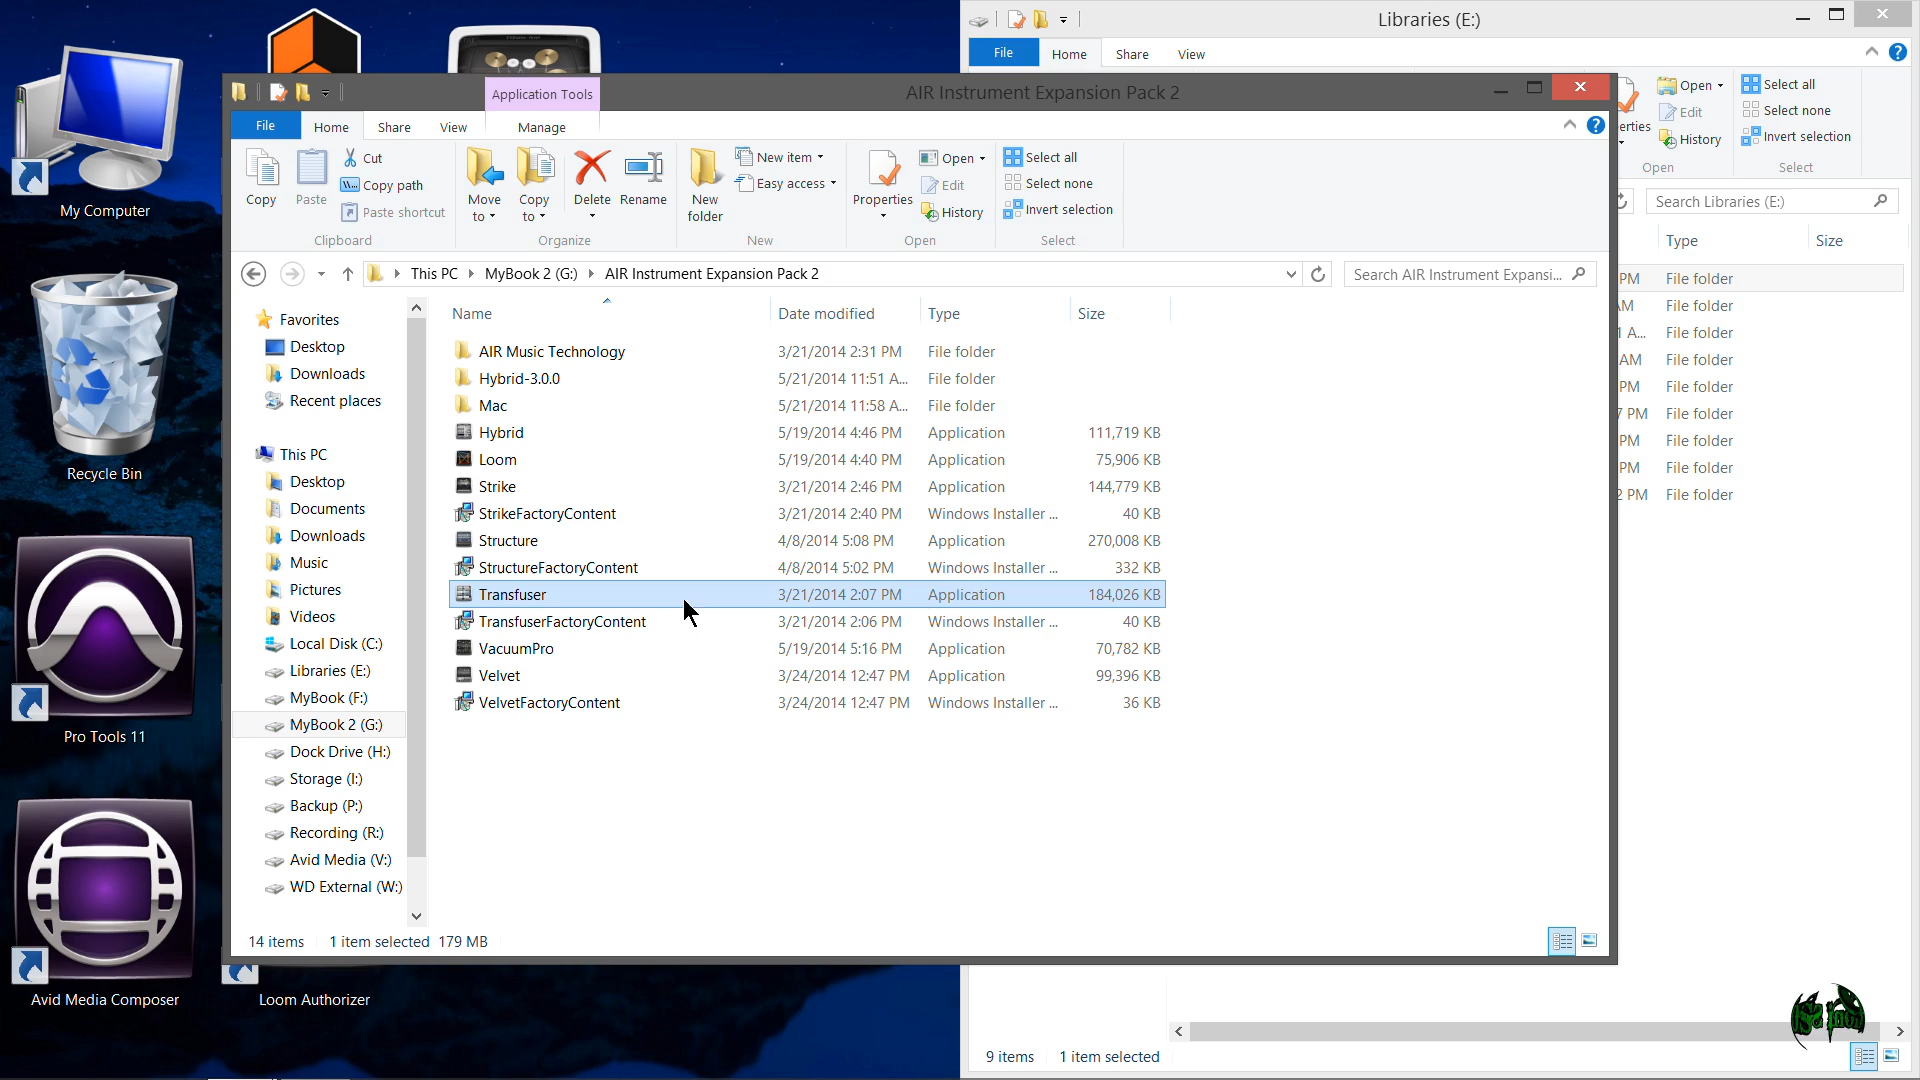 Libraries (E:)
File Home Share View
Open
Edit
erties
History
Select all
Select none
Invert selection
Open
Select
Search Libraries (E:)
Type Size
PM File folder
AM File folder
1 A... File folder
AM File folder
PM File folder
7 PM File folder
PM File folder
PM File folder
2 PM File folder
9 items 1 item selected
My Computer
Recycle Bin
Pro Tools 11
Avid Media Composer
Loom Authorizer
Application Tools
AIR Instrument Expansion Pack 2
File Home Share View Manage
Copy
Paste
Cut
Copy path
Paste shortcut
Clipboard
Move to
Copy to
Delete
Rename
Organize
New folder
New item
Easy access
New
Properties
Open
Edit
History
Open
Select all
Select none
Invert selection
Select
This PC MyBook 2 (G:) AIR Instrument Expansion Pack 2
Search AIR Instrument Expansi...
Favorites
Desktop
Downloads
Recent places
This PC
Desktop
Documents
Downloads
Music
Pictures
Videos
Local Disk (C:)
Libraries (E:)
MyBook (F:)
MyBook 2 (G:)
Dock Drive (H:)
Storage (I:)
Backup (P:)
Recording (R:)
Avid Media (V:)
WD External (W:)
Name Date modified Type Size
AIR Music Technology 3/21/2014 2:31 PM File folder
Hybrid-3.0.0 5/21/2014 11:51 A... File folder
Mac 5/21/2014 11:58 A... File folder
Hybrid 5/19/2014 4:46 PM Application 111,719 KB
Loom 5/19/2014 4:40 PM Application 75,906 KB
Strike 3/21/2014 2:46 PM Application 144,779 KB
StrikeFactoryContent 3/21/2014 2:40 PM Windows Installer ... 40 KB
Structure 4/8/2014 5:08 PM Application 270,008 KB
StructureFactoryContent 4/8/2014 5:02 PM Windows Installer ... 332 KB
Transfuser 3/21/2014 2:07 PM Application 184,026 KB
TransfuserFactoryContent 3/21/2014 2:06 PM Windows Installer ... 40 KB
VacuumPro 5/19/2014 5:16 PM Application 70,782 KB
Velvet 3/24/2014 12:47 PM Application 99,396 KB
VelvetFactoryContent 3/24/2014 12:47 PM Windows Installer ... 36 KB
14 items 1 item selected 179 MB